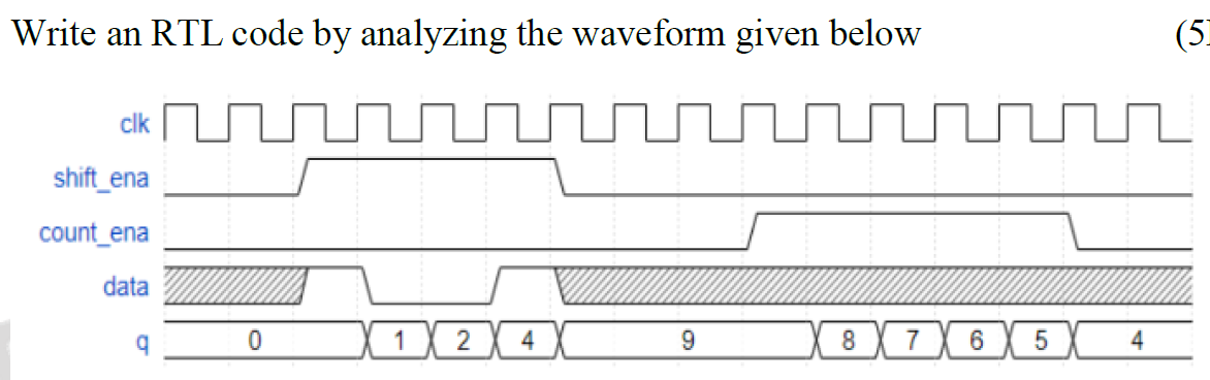 Write an RTL code by analyzing the waveform given below (5
clk
shift_ena
count_ena
data
q 0 1 2 4 9 8 7 6 5 4